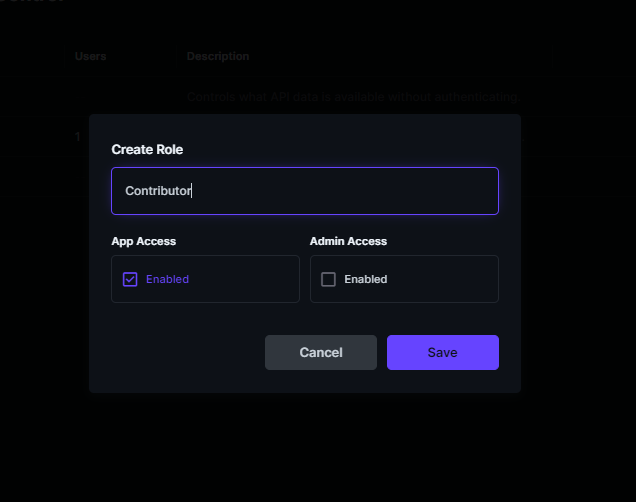 Users Description
Controls what API data is available without authenticating.
1
Create Role
Contributor
App Access Admin Access
Enabled Enabled
Cancel Save